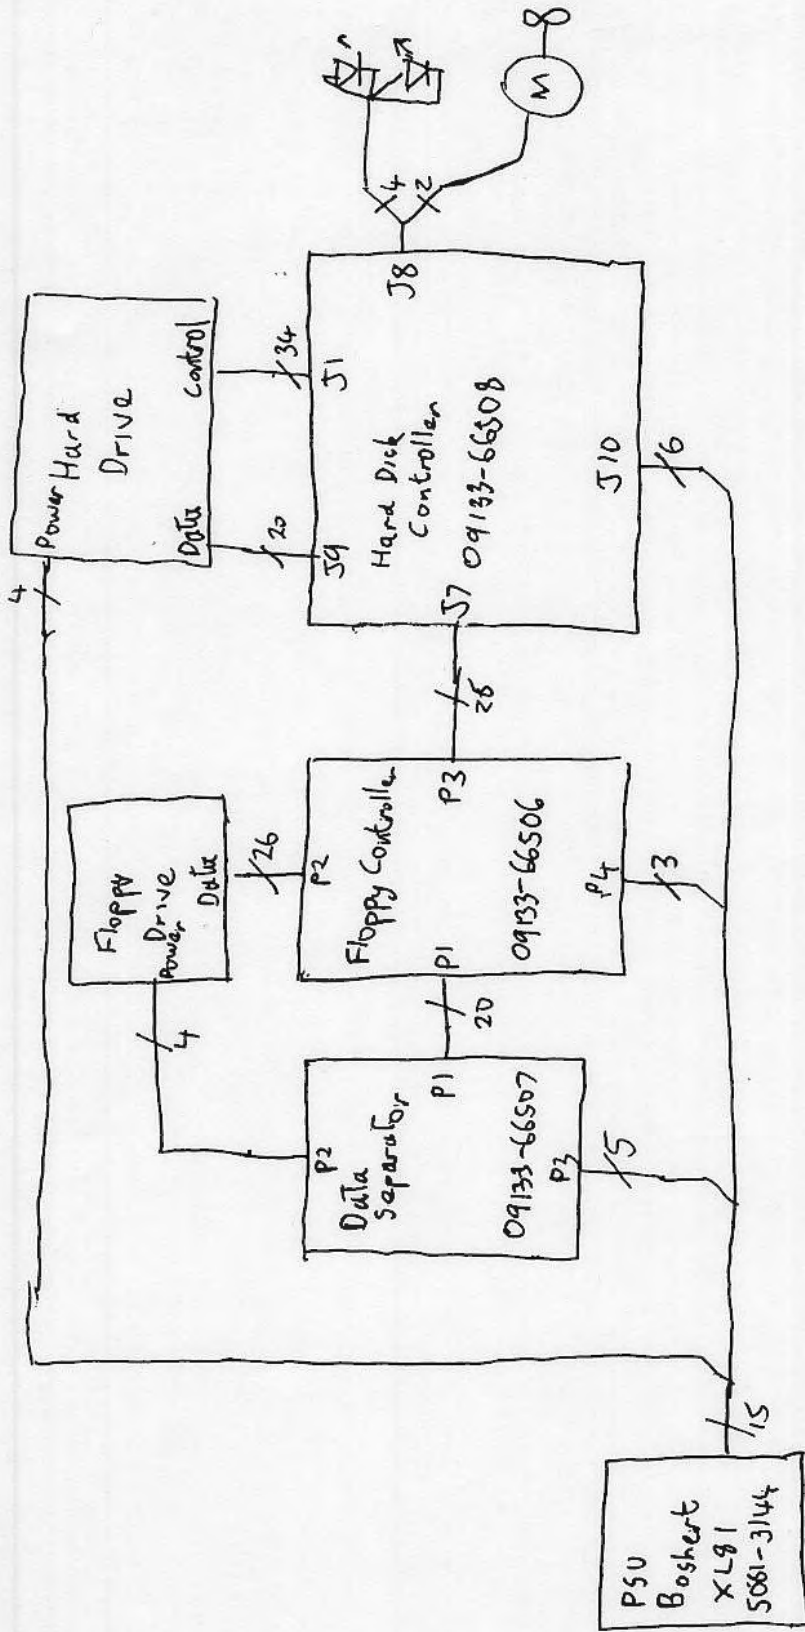 PSU
Boshert
XL81
5081-3144
15
4
Power
Hard
Drive
Data
Control
20
34
Floppy
Drive
Power
Data
4
26
P2
Data
Separator
P1
09133-66507
P3
5
20
P2
Floppy Controller
P1
P3
09133-66506
P4
3
26
J9
J1
Hard Dick
Controller
J7
J8
09133-66508
J10
6
4
2
M